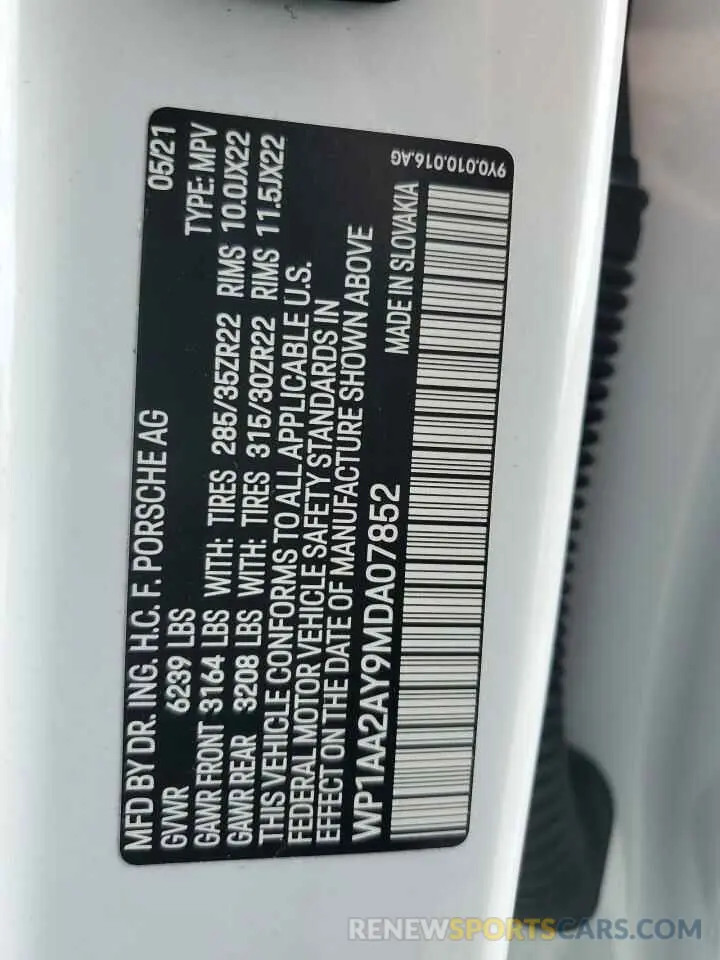 MFD BY DR. ING. H.C. F. PORSCHE AG 05/21
GVWR 6239 LBS TYPE: MPV
GAWR FRONT 3164 LBS WITH: TIRES 285/35ZR22 RIMS 10.0JX22
GAWR REAR 3208 LBS WITH: TIRES 315/30ZR22 RIMS 11.5JX22
THIS VEHICLE CONFORMS TO ALL APPLICABLE U.S.
FEDERAL MOTOR VEHICLE SAFETY STANDARDS IN
EFFECT ON THE DATE OF MANUFACTURE SHOWN ABOVE
WP1AA2AY9MDA07852 MADE IN SLOVAKIA
9Y0.010.016.AG
RENEWSPORTSCARS.COM